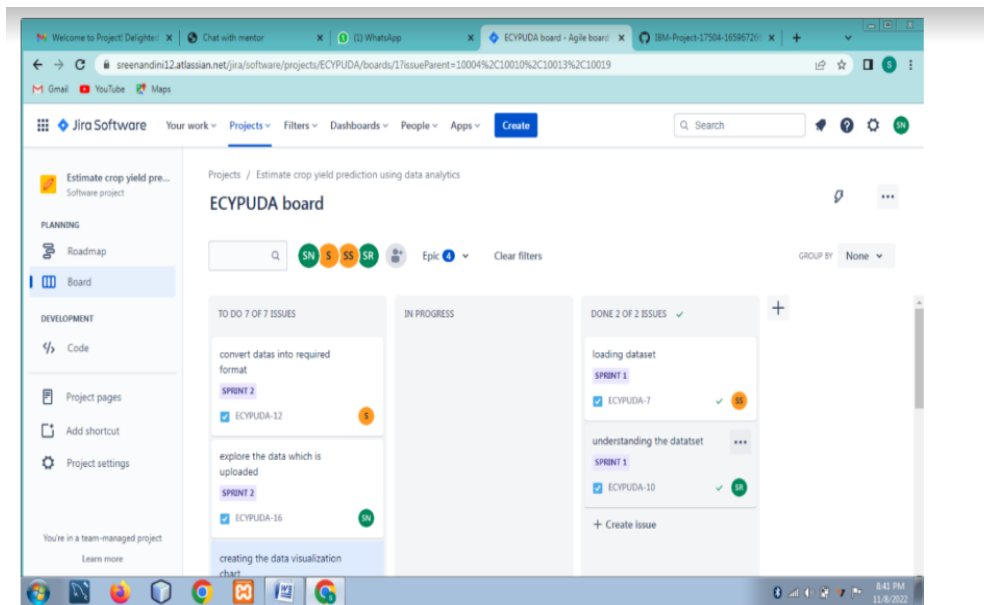 Welcome to Project! Delighted
Chat with mentor
(1) WhatsApp
ECYPUDA board - Agile board
IBM-Project-17504-1659672
sreenandini12.atlassian.net/jira/software/projects/ECYPUDA/boards/1?issueParent=10004%2C10010%2C10013%2C10019
S
Gmail YouTube Maps
Jira Software Your work Projects Filters Dashboards People Apps Create Search SN
Estimate crop yield pre...
Software project
PLANNING
Roadmap
Board
DEVELOPMENT
Code
Project pages
Add shortcut
Project settings
You're in a team-managed project
Learn more
Projects / Estimate crop yield prediction using data analytics
ECYPUDA board
SN S SS SR Epic 4 Clear filters GROUP BY None
TO DO 7 OF 7 ISSUES
convert datas into required
format
SPRINT 2
ECYPUDA-12 S
explore the data which is
uploaded
SPRINT 2
ECYPUDA-16 SN
creating the data visualization
chart
IN PROGRESS
DONE 2 OF 2 ISSUES
loading dataset
SPRINT 1
ECYPUDA-7 SS
understanding the datatset
SPRINT 1
ECYPUDA-10 SR
+ Create issue
8:41 PM
11/8/2022